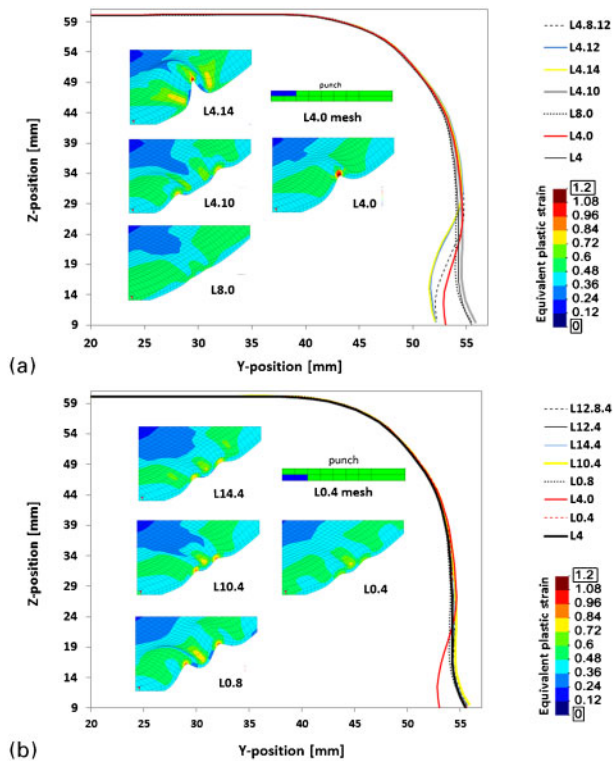 59
54
49
44
39
34
29
24
19
14
9
Z-position [mm]
20 25 30 35 40 45 50 55
Y-position [mm]
(a)
L4.14
punch
L4.0 mesh
L4.10
L4.0
L8.0
L4.8.12
L4.12
L4.14
L4.10
L8.0
L4.0
L4
Equivalent plastic strain
1.2
1.08
0.96
0.84
0.72
0.6
0.48
0.36
0.24
0.12
0
59
54
49
44
39
34
29
24
19
14
9
Z-position [mm]
20 25 30 35 40 45 50 55
Y-position [mm]
(b)
L14.4
punch
L0.4 mesh
L10.4
L0.4
L0.8
L12.8.4
L12.4
L14.4
L10.4
L0.8
L4.0
L0.4
L4
Equivalent plastic strain
1.2
1.08
0.96
0.84
0.72
0.6
0.48
0.36
0.24
0.12
0